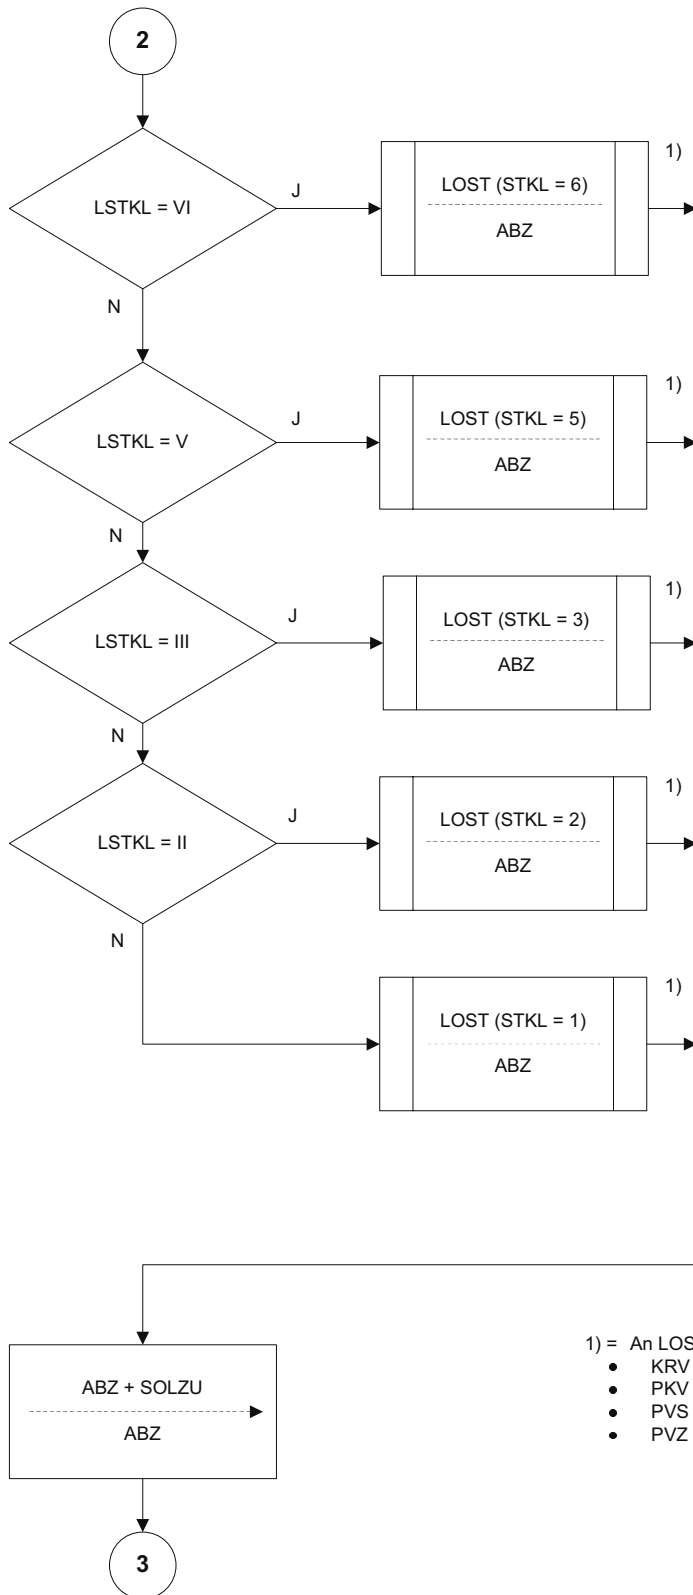 2
LSTKL = VI
J
LOST (STKL = 6)
ABZ
1)
N
LSTKL = V
J
LOST (STKL = 5)
ABZ
1)
N
LSTKL = III
J
LOST (STKL = 3)
ABZ
1)
N
LSTKL = II
J
LOST (STKL = 2)
ABZ
1)
N
LOST (STKL = 1)
ABZ
1)
ABZ + SOLZU
ABZ
1) = An LOS
• KRV
• PKV
• PVS
• PVZ
3